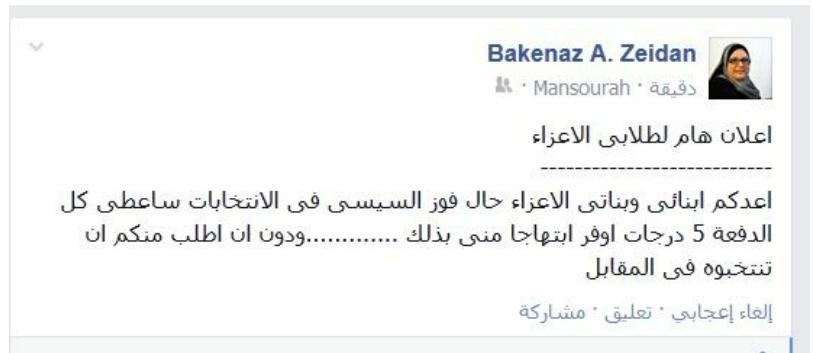 Bakenaz A. Zeidan
دقيقة · Mansourah ·
اعلان هام لطلابى الاعزاء
---------------------------
اعدكم ابنائى وبناتى الاعزاء حال فوز السيسى فى الانتخابات ساعطى كل
الدفعة 5 درجات اوفر ابتهاجا منى بذلك .............ودون ان اطلب منكم ان
تنتخبوه فى المقابل
إلغاء إعجابي · تعليق · مشاركة